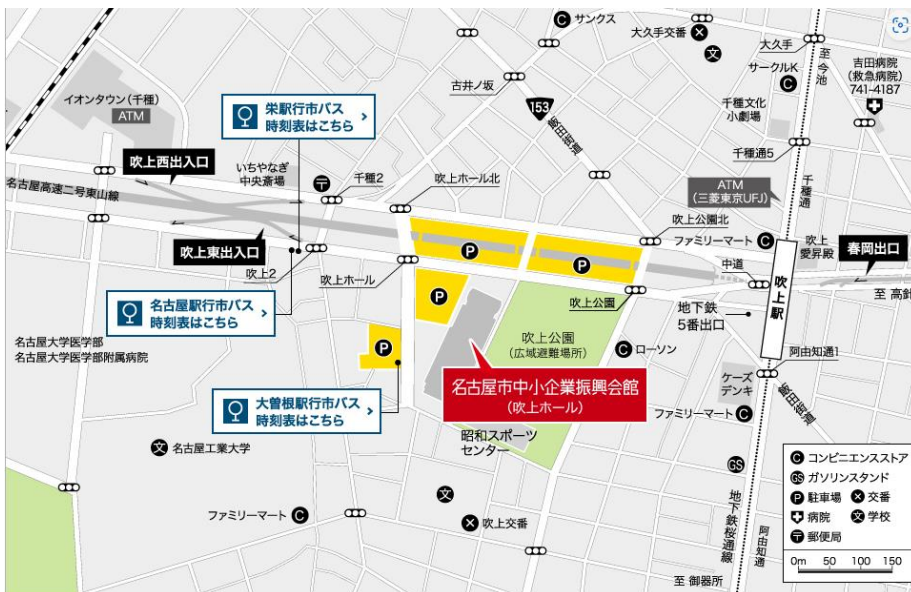 サンクス
大久手交番
大久手
至 今池
サークルK
吉田病院
(救急病院)
741-4187
古井ノ坂
153
飯田街道
千種文化
小劇場
イオンタウン(千種)
ATM
栄駅行市バス
時刻表はこちら
千種通5
千種通
吹上西出入口
いちやなぎ
中央斎場
千種2
吹上ホール北
ATM
(三菱東京UFJ)
名古屋高速二号東山線
吹上公園北
ファミリーマート
吹上
愛昇殿
春岡出口
吹上東出入口
吹上2
吹上ホール
中道
吹上駅
至 高針
名古屋駅行市バス
時刻表はこちら
吹上公園
地下鉄
5番出口
名古屋大学医学部
名古屋大学医学部附属病院
吹上公園
(広域避難場所)
ローソン
阿由知通1
名古屋市中小企業振興会館
(吹上ホール)
ケーズ
デンキ
飯田街道
大曽根駅行市バス
時刻表はこちら
ファミリーマート
昭和スポーツ
センター
名古屋工業大学
GS
地下鉄桜通線
阿由知通
ファミリーマート
吹上交番
至 御器所
C コンビニエンスストア
GS ガソリンスタンド
P 駐車場
交番
病院
文 学校
郵便局
0m 50 100 150